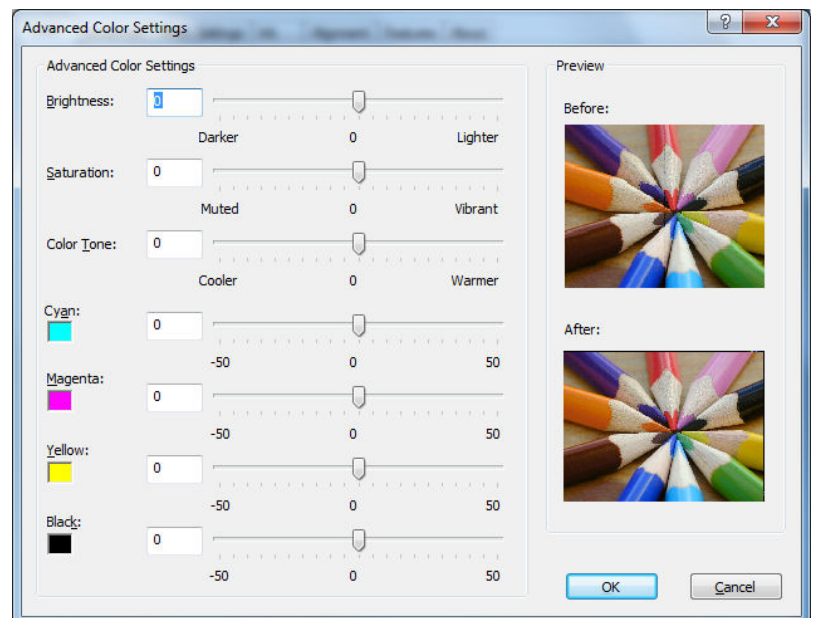 Advanced Color Settings
Advanced Color Settings
Brightness: 0
Darker 0 Lighter
Saturation: 0
Muted 0 Vibrant
Color Tone: 0
Cooler 0 Warmer
Cyan: 0
-50 0 50
Magenta: 0
-50 0 50
Yellow: 0
-50 0 50
Black: 0
-50 0 50
Preview
Before:
After:
OK Cancel